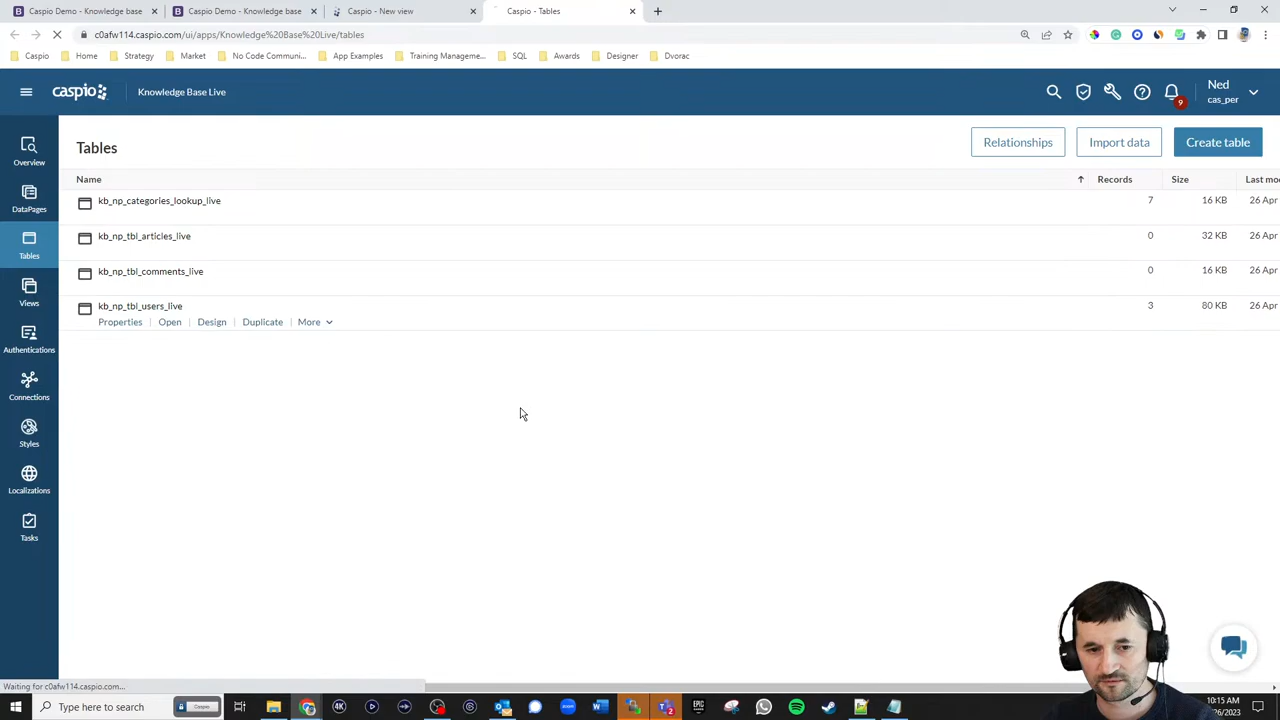 Caspio Demo - Knowledge base
Caspio Demo - Knowledge base
Caspio - New view
Caspio - Tables
c0afw114.caspio.com/ui/apps/Knowledge%20Base%20Live/tables
Caspio
Home
Strategy
Market
No Code Communi...
App Examples
Training Manageme...
SQL
Awards
Designer
Dvorac
caspio
Knowledge Base Live
9
Ned
cas_per
Overview
DataPages
Tables
Views
Authentications
Connections
Styles
Localizations
Tasks
Tables
Relationships
Import data
Create table
Name Records Size Last mo
kb_np_categories_lookup_live 7 16 KB 26 Apr
kb_np_tbl_articles_live 0 32 KB 26 Apr
kb_np_tbl_comments_live 0 16 KB 26 Apr
kb_np_tbl_users_live 3 80 KB 26 Apr
Properties | Open | Design | Duplicate | More
Waiting for c0afw114.caspio.com...
Type here to search
Caspio
4K
EPIC
2
10:15 AM